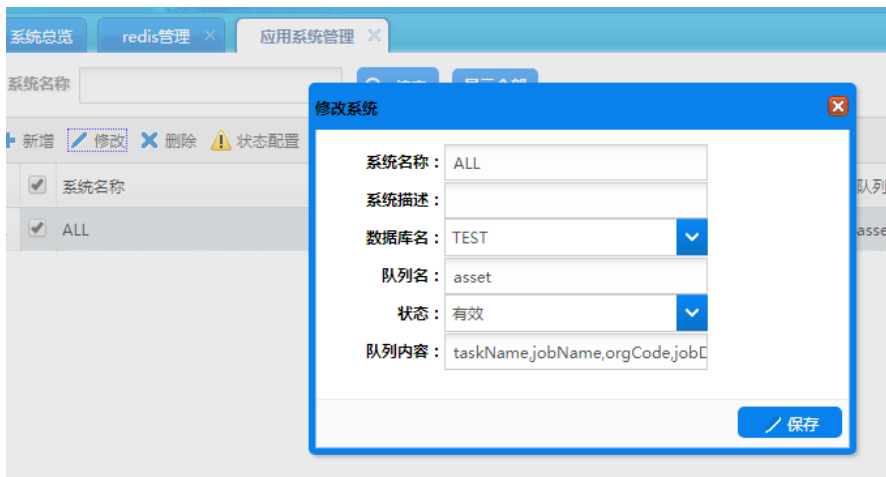 系统总览 redis管理 应用系统管理
系统名称
修改系统
新增 修改 删除 状态配置
系统名称
ALL
系统名称： ALL
系统描述：
数据库名： TEST
队列名： asset
状态： 有效
队列内容： taskName,jobName,orgCode,jobD
保存
队列
asse